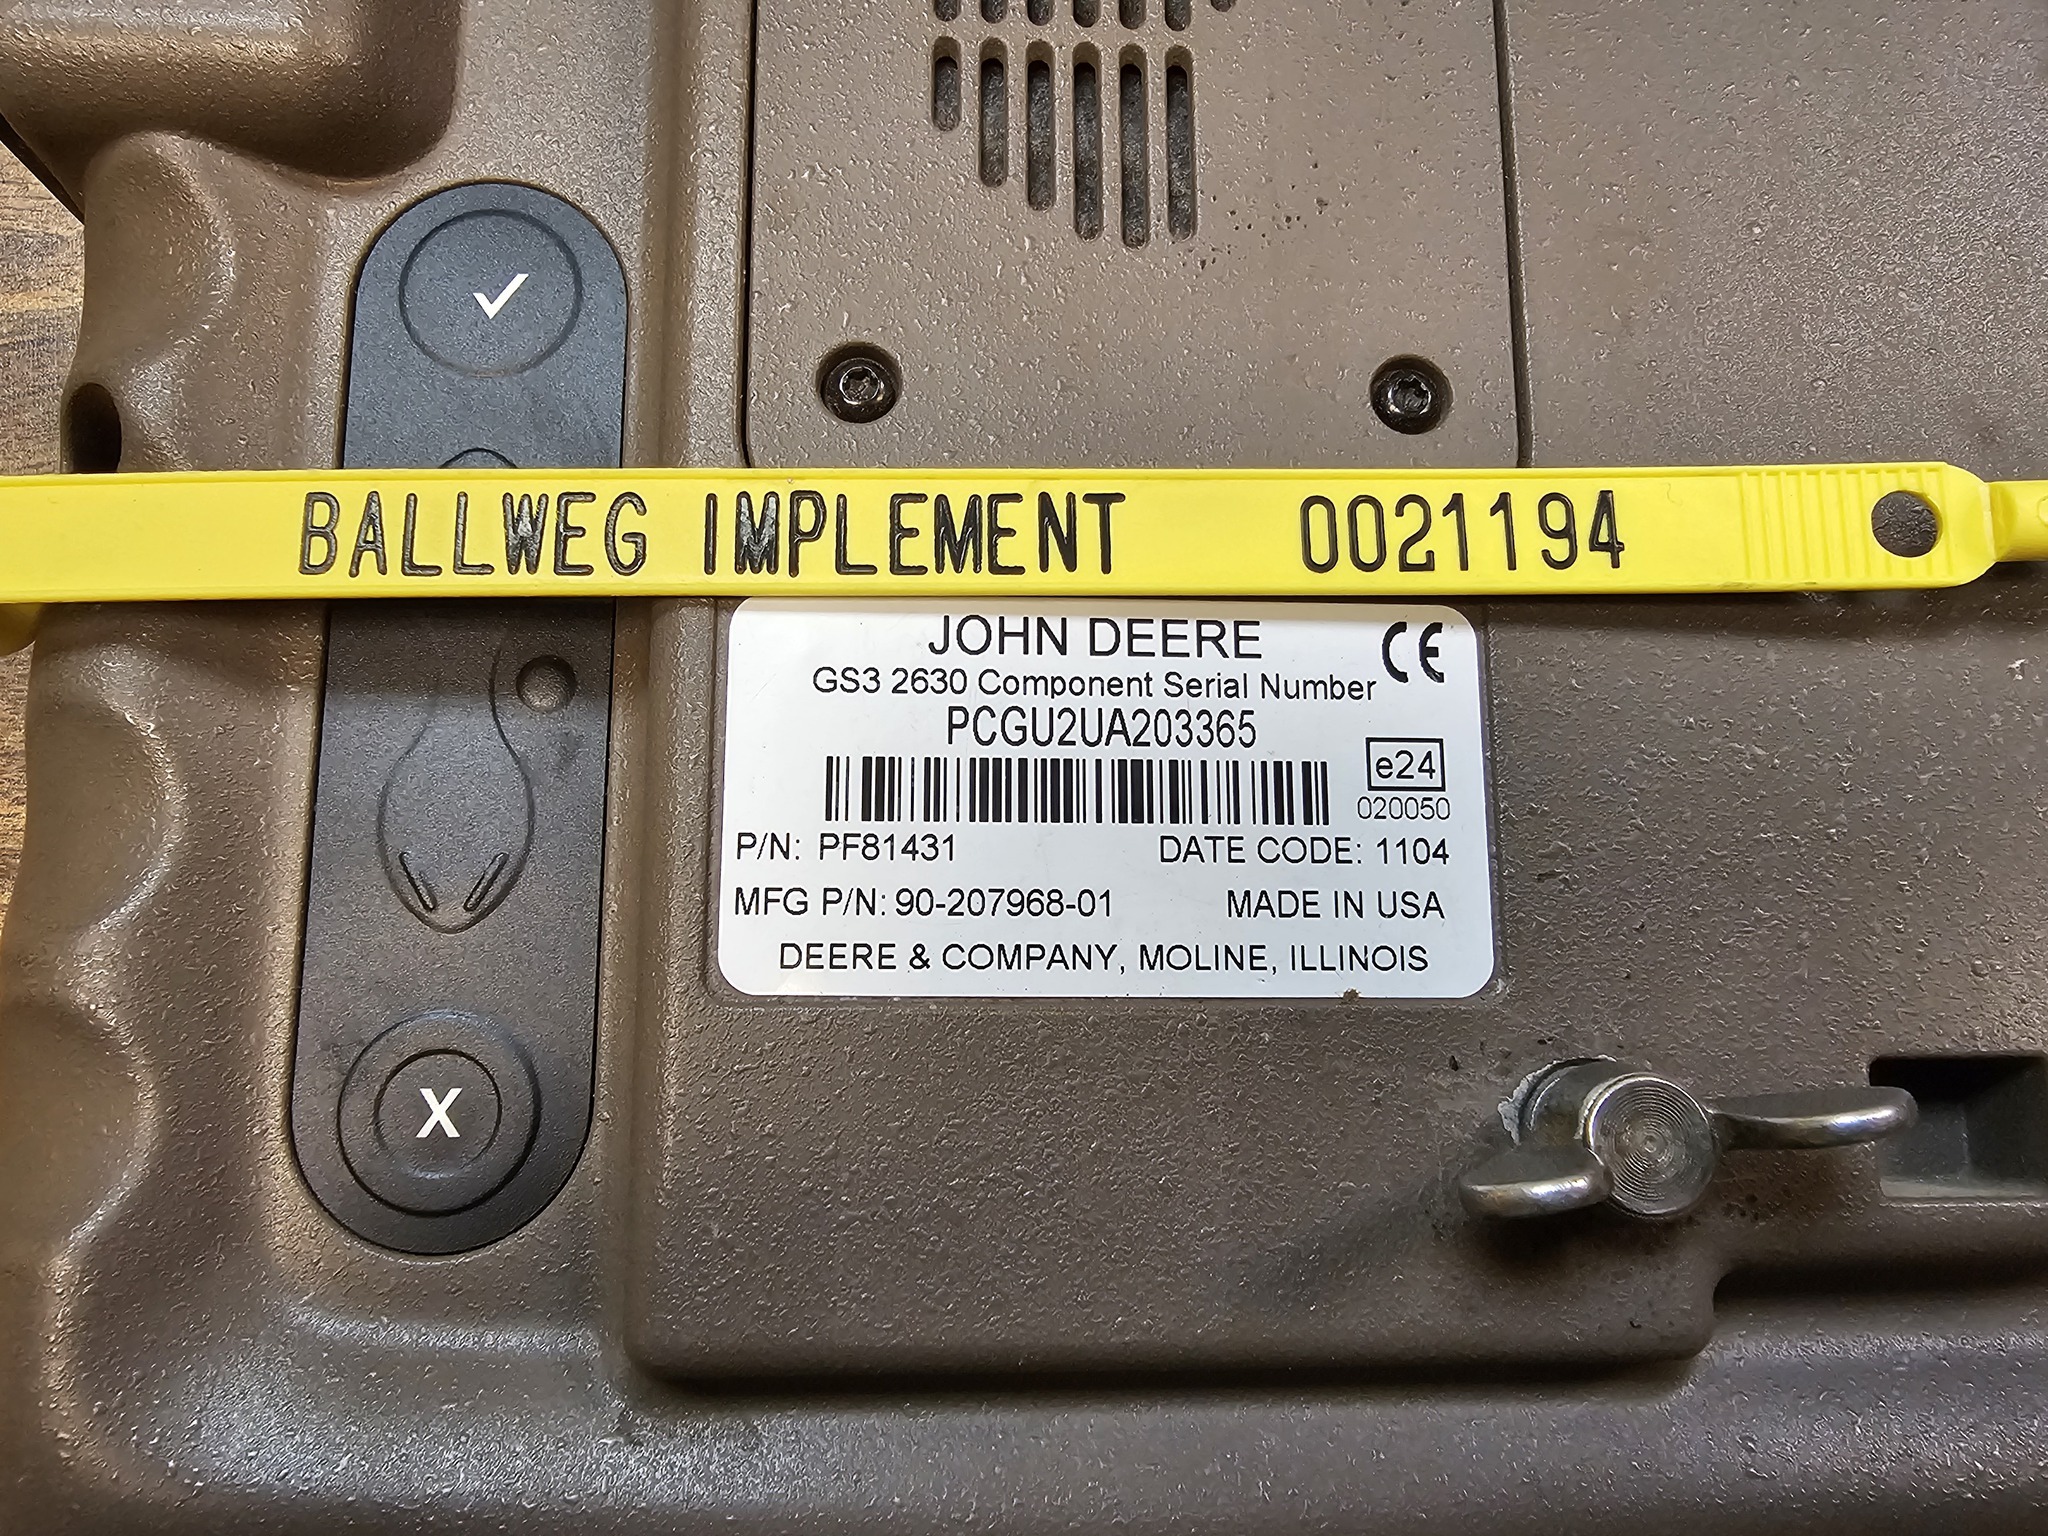 BALLWEG IMPLEMENT 0021194
JOHN DEERE CE
GS3 2630 Component Serial Number
PCGU2UA203365
e24
020050
P/N: PF81431 DATE CODE: 1104
MFG P/N: 90-207968-01 MADE IN USA
DEERE & COMPANY, MOLINE, ILLINOIS
X